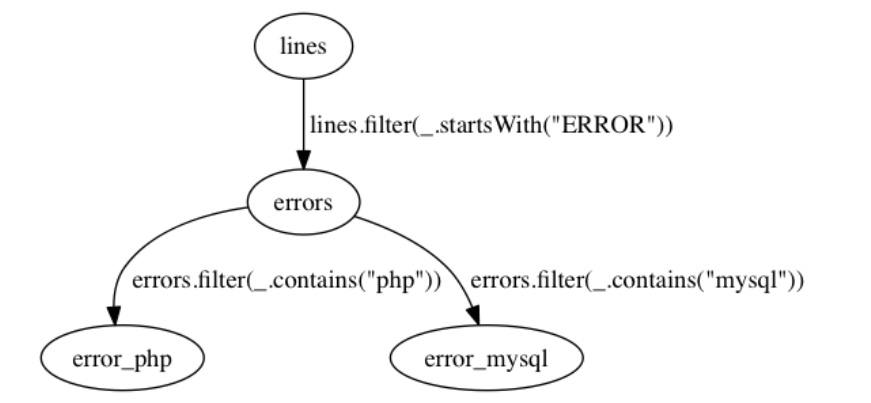 lines
lines.filter(_.startsWith("ERROR"))
errors
errors.filter(_.contains("php"))
errors.filter(_.contains("mysql"))
error_php
error_mysql